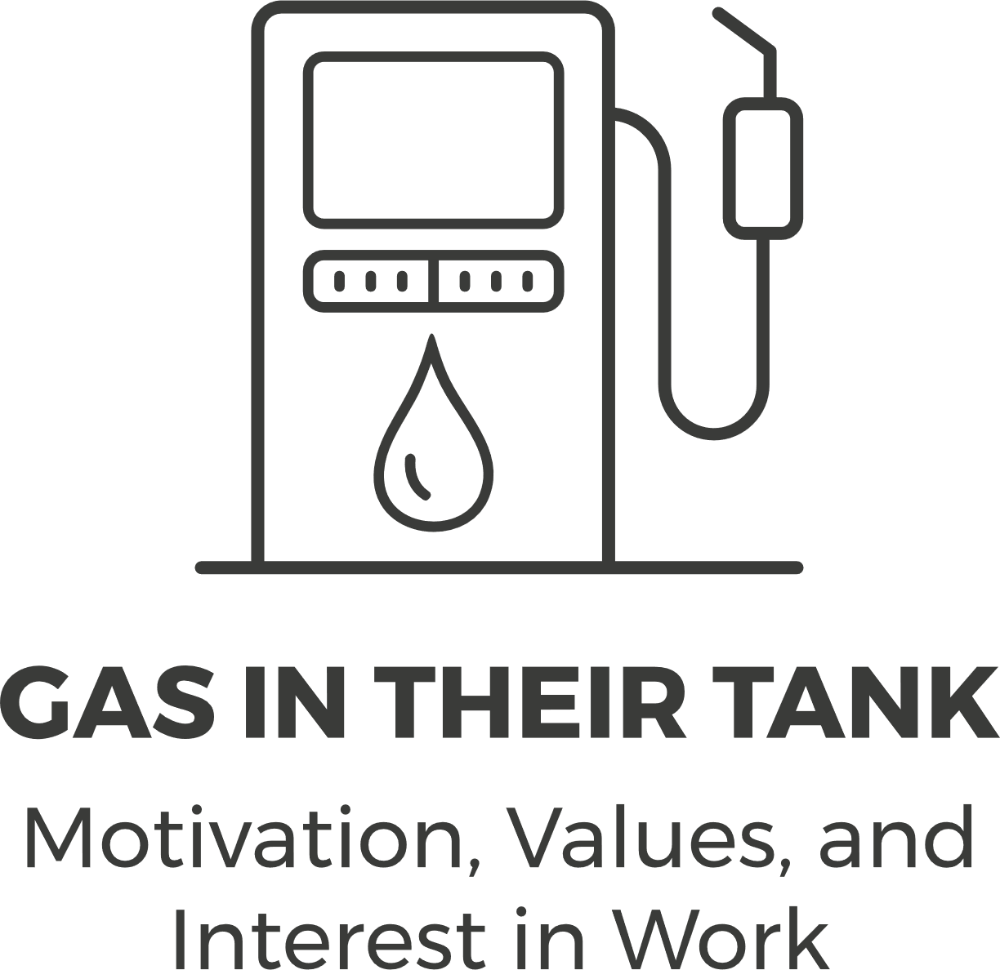 GAS IN THEIR TANK
Motivation, Values, and
Interest in Work